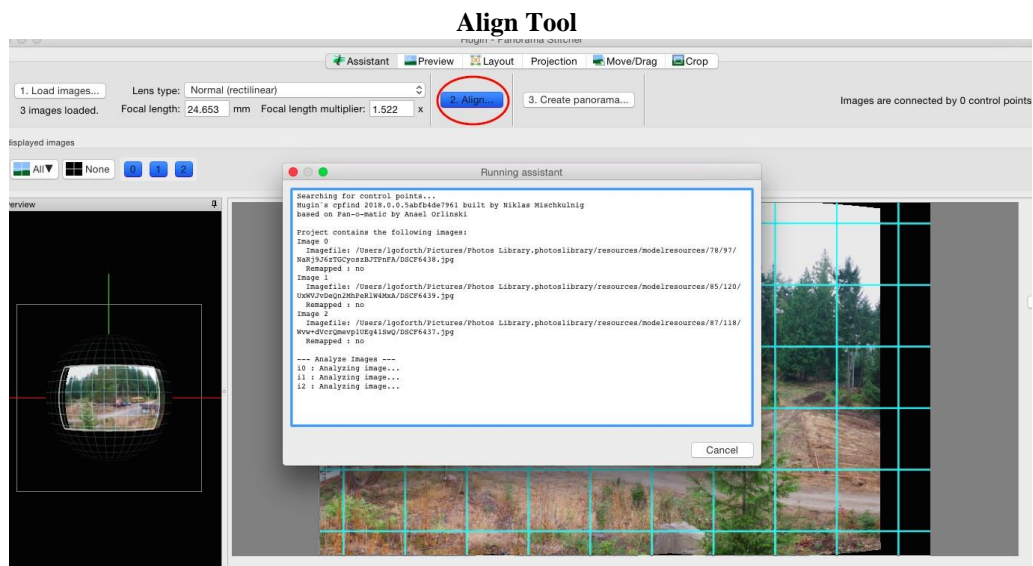 Align Tool
Hugin - Panorama Stitcher
Assistant Preview Layout Projection Move/Drag Crop
1. Load images... Lens type: Normal (rectilinear) 2. Align... 3. Create panorama... Images are connected by 0 control points
3 images loaded. Focal length: 24.653 mm Focal length multiplier: 1.522 x
displayed images
All▼ None 0 1 2
Running assistant
erview
Searching for control points...
Hugin's cpfind 2018.0.0.5abfb4de7961 built by Niklas Mischkulnig
based on Pan-o-matic by Anael Orlinski
Project contains the following images:
Image 0
Imagefile: /Users/lgoforth/Pictures/Photos Library.photoslibrary/resources/modelresources/78/97/
NaRj9J6zTGCyoszBJTPnFA/DSCF6438.jpg
Remapped : no
Image 1
Imagefile: /Users/lgoforth/Pictures/Photos Library.photoslibrary/resources/modelresources/85/120/
UxWVJvDeQn2MhPeRlW4MxA/DSCF6439.jpg
Remapped : no
Image 2
Imagefile: /Users/lgoforth/Pictures/Photos Library.photoslibrary/resources/modelresources/87/118/
Wvw+dVcrQmevp1UEg41SwQ/DSCF6437.jpg
Remapped : no
--- Analyze Images ---
i0 : Analyzing image...
i1 : Analyzing image...
i2 : Analyzing image...
Cancel